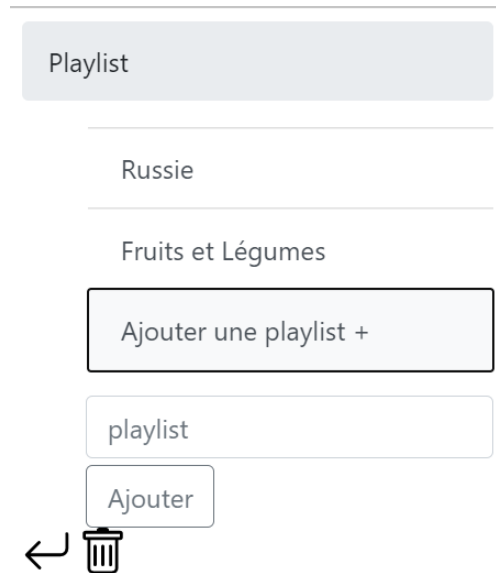 Playlist
Russie
Fruits et Légumes
Ajouter une playlist +
playlist
Ajouter